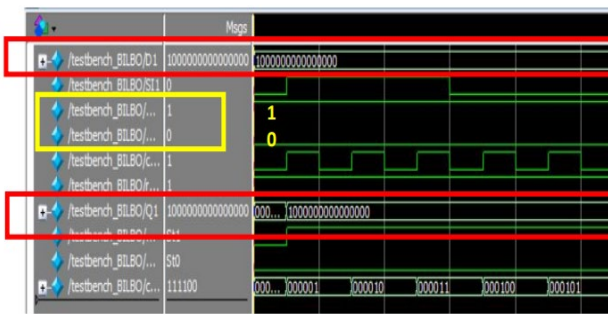 Msgs
/testbench_BILBO/D1 1000000000000000 1000000000000000
/testbench_BILBO/SI1 0
/testbench_BILBO/... 1 1
/testbench_BILBO/... 0 0
/testbench_BILBO/c... 1
/testbench_BILBO/r... 1
/testbench_BILBO/Q1 1000000000000000 000... 1000000000000000
/testbench_BILBO/... St1
/testbench_BILBO/... St0
/testbench_BILBO/c... 111100 000... 000001 000010 000011 000100 000101